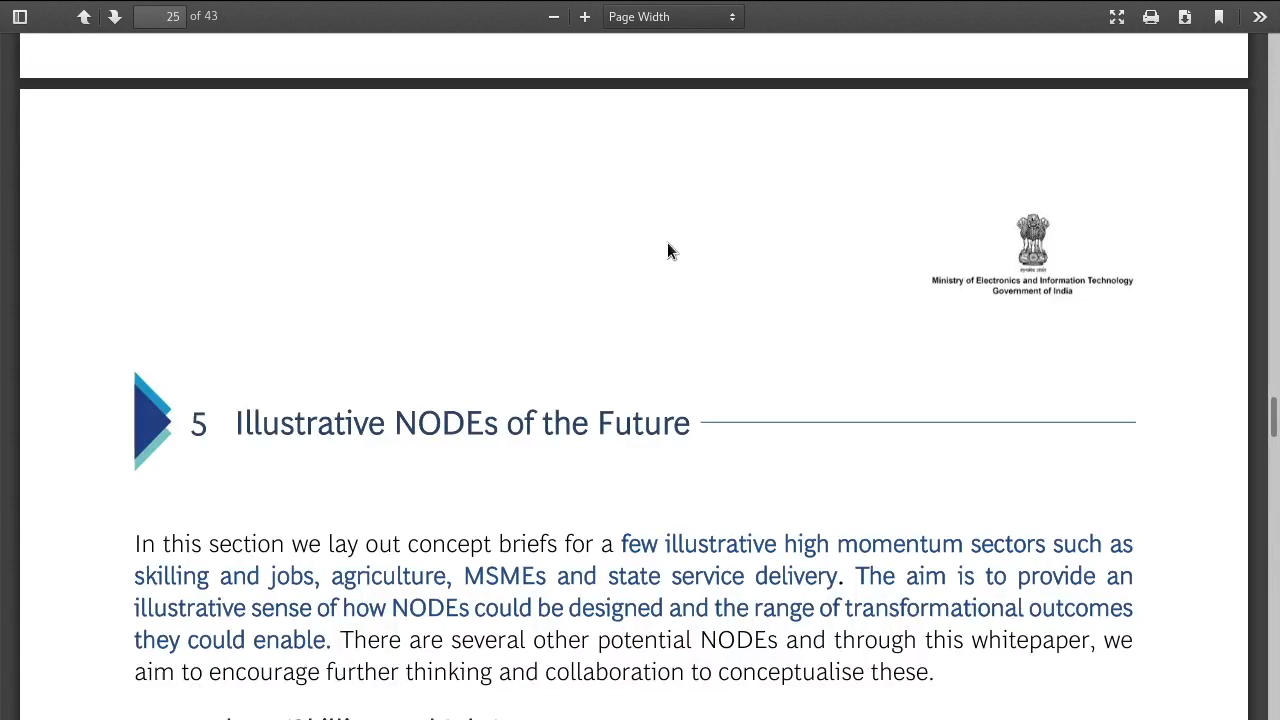 25 of 43 Page Width
Ministry of Electronics and Information Technology
Government of India
5 Illustrative NODEs of the Future
In this section we lay out concept briefs for a few illustrative high momentum sectors such as
skilling and jobs, agriculture, MSMEs and state service delivery. The aim is to provide an
illustrative sense of how NODEs could be designed and the range of transformational outcomes
they could enable. There are several other potential NODEs and through this whitepaper, we
aim to encourage further thinking and collaboration to conceptualise these.